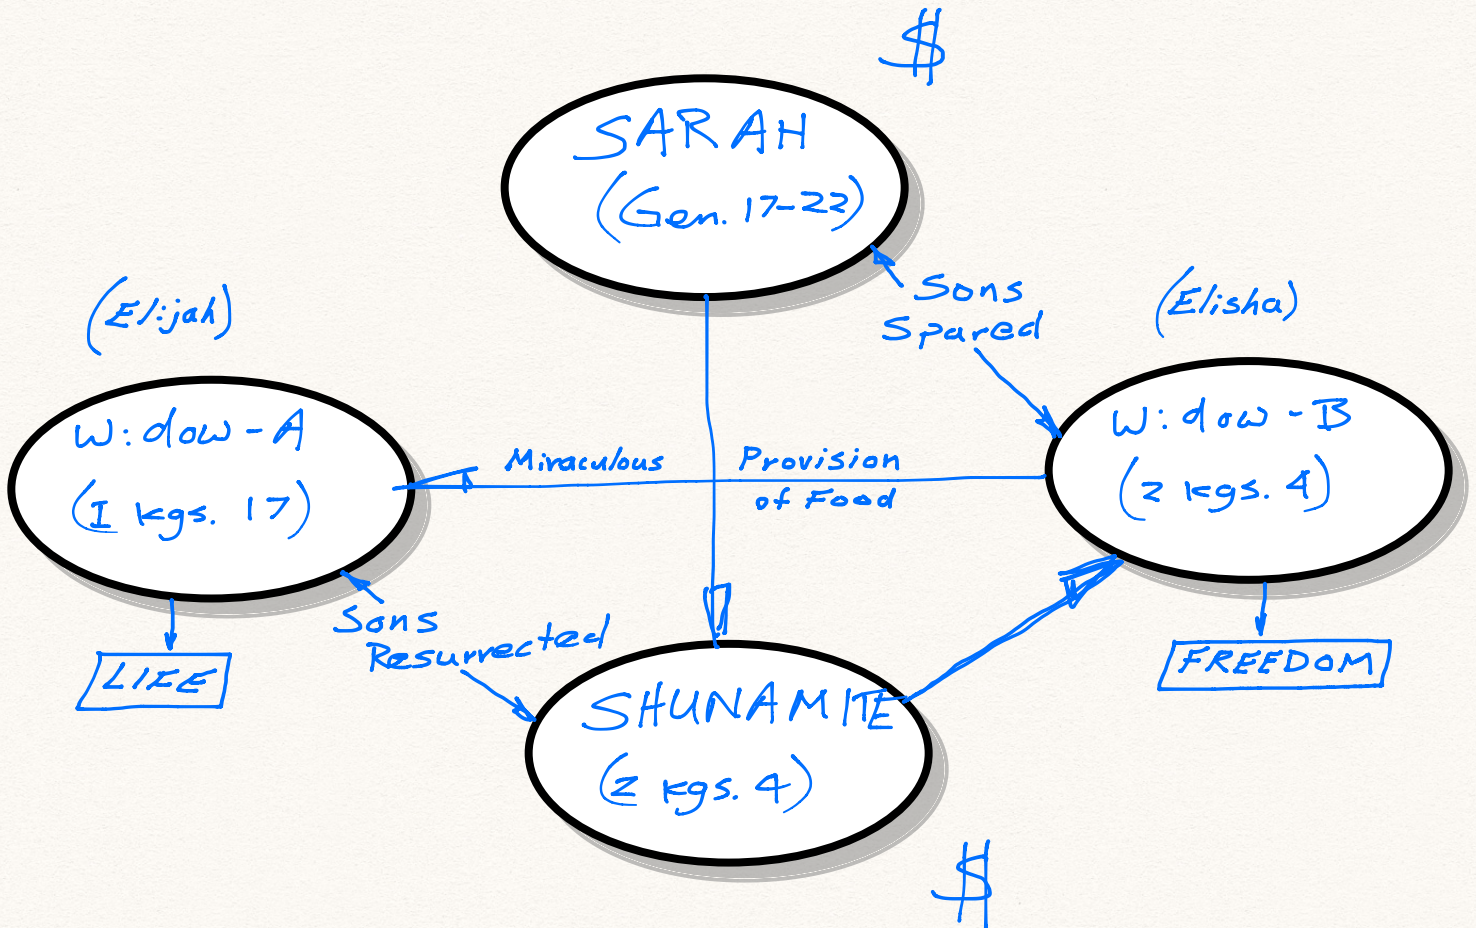 $
SARAH
(Gen. 17-22)
(Elijah)
Sons
Spared
(Elisha)
Widow-A
(I kgs. 17)
Miraculous Provision
of Food
Widow-B
(2 kgs. 4)
Sons
Resurrected
LIFE
FREEDOM
SHUNAMITE
(2 kgs. 4)
$